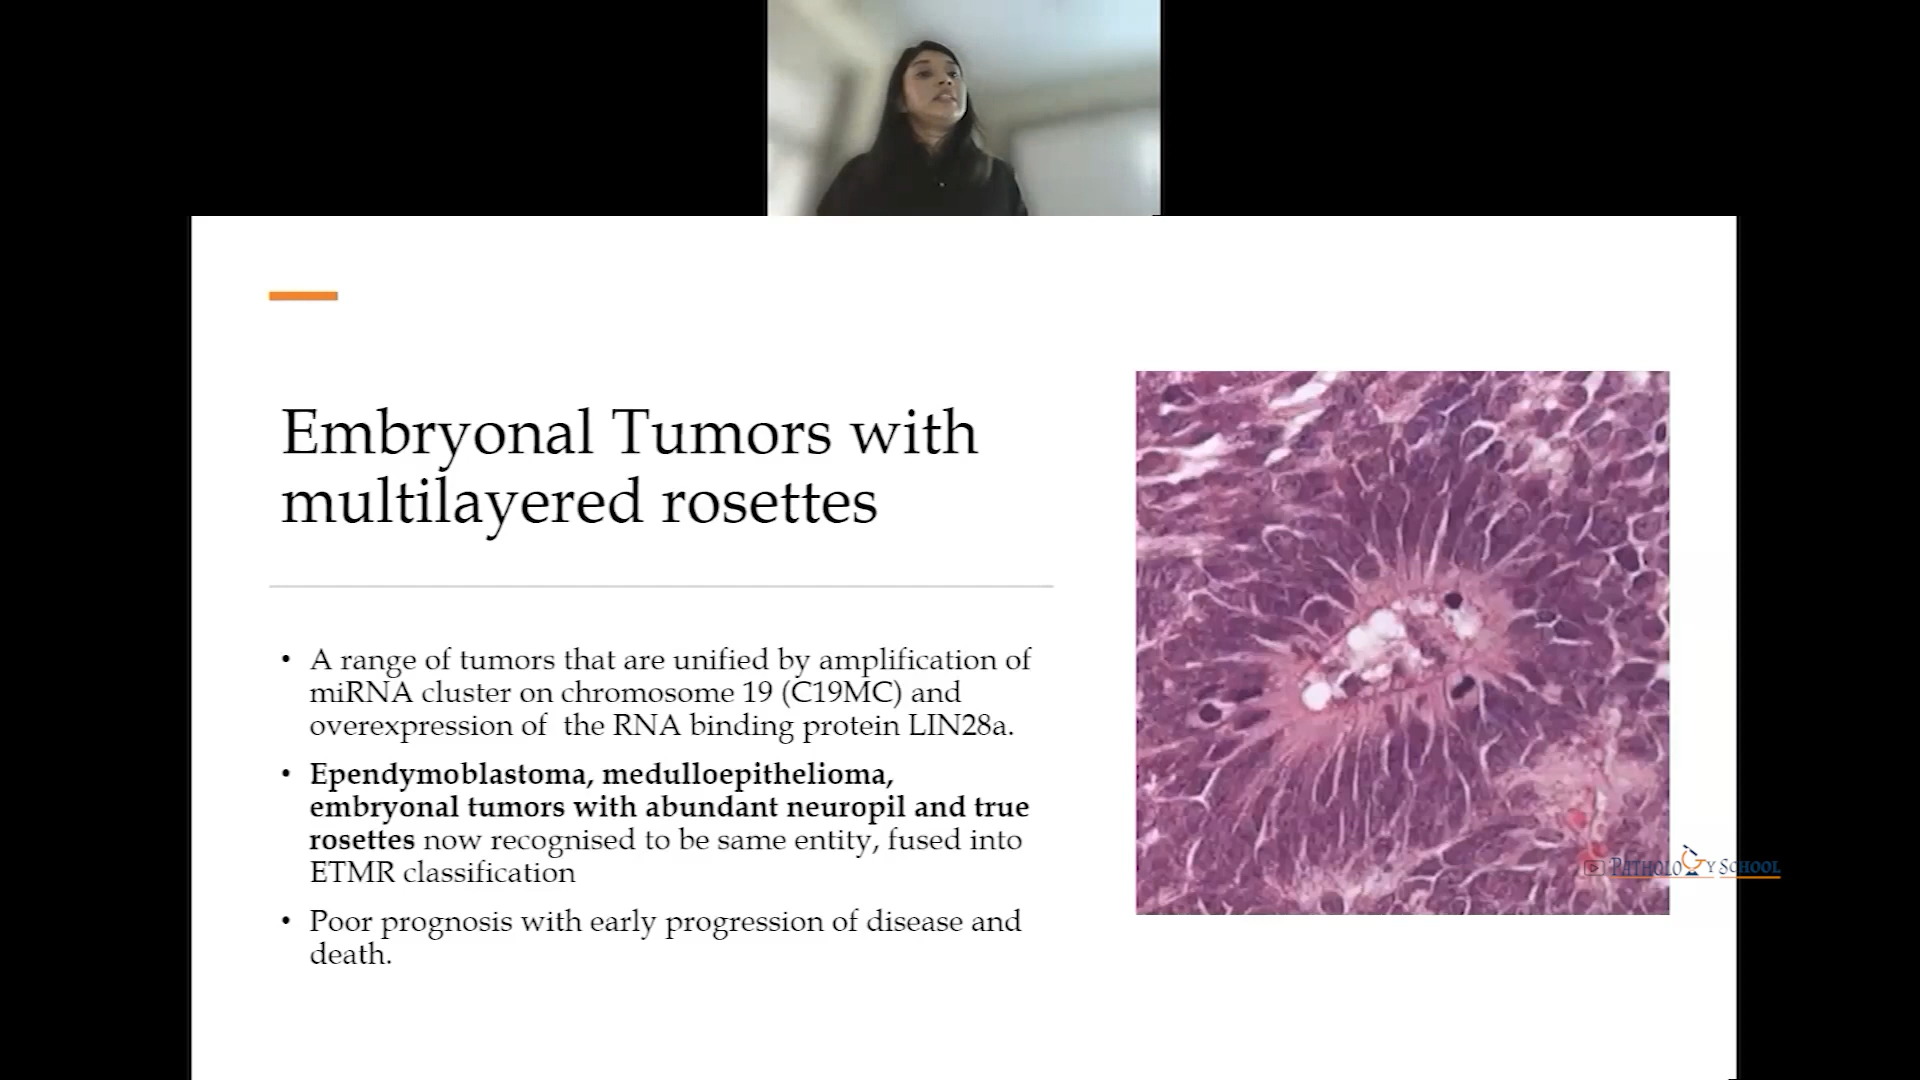 Embryonal Tumors with
multilayered rosettes
• A range of tumors that are unified by amplification of
miRNA cluster on chromosome 19 (C19MC) and
overexpression of  the RNA binding protein LIN28a.
• Ependymoblastoma, medulloepithelioma,
embryonal tumors with abundant neuropil and true
rosettes now recognised to be same entity, fused into
ETMR classification
• Poor prognosis with early progression of disease and
death.
PATHOLOGY SCHOOL